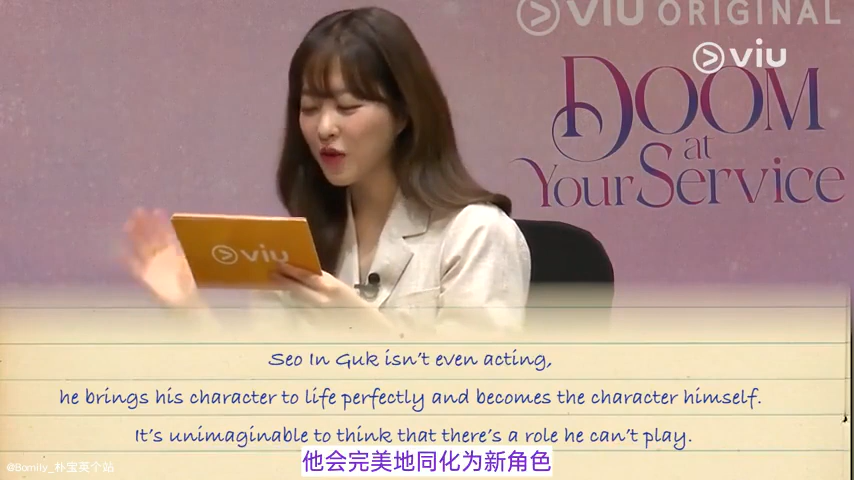 VIU ORIGINAL
viu
DOOM
at
Your Service
viu
Seo In Guk isn't even acting,
he brings his character to life perfectly and becomes the character himself.
It's unimaginable to think that there's a role he can't play.
他会完美地同化为新角色
@Bomily_朴宝英个站